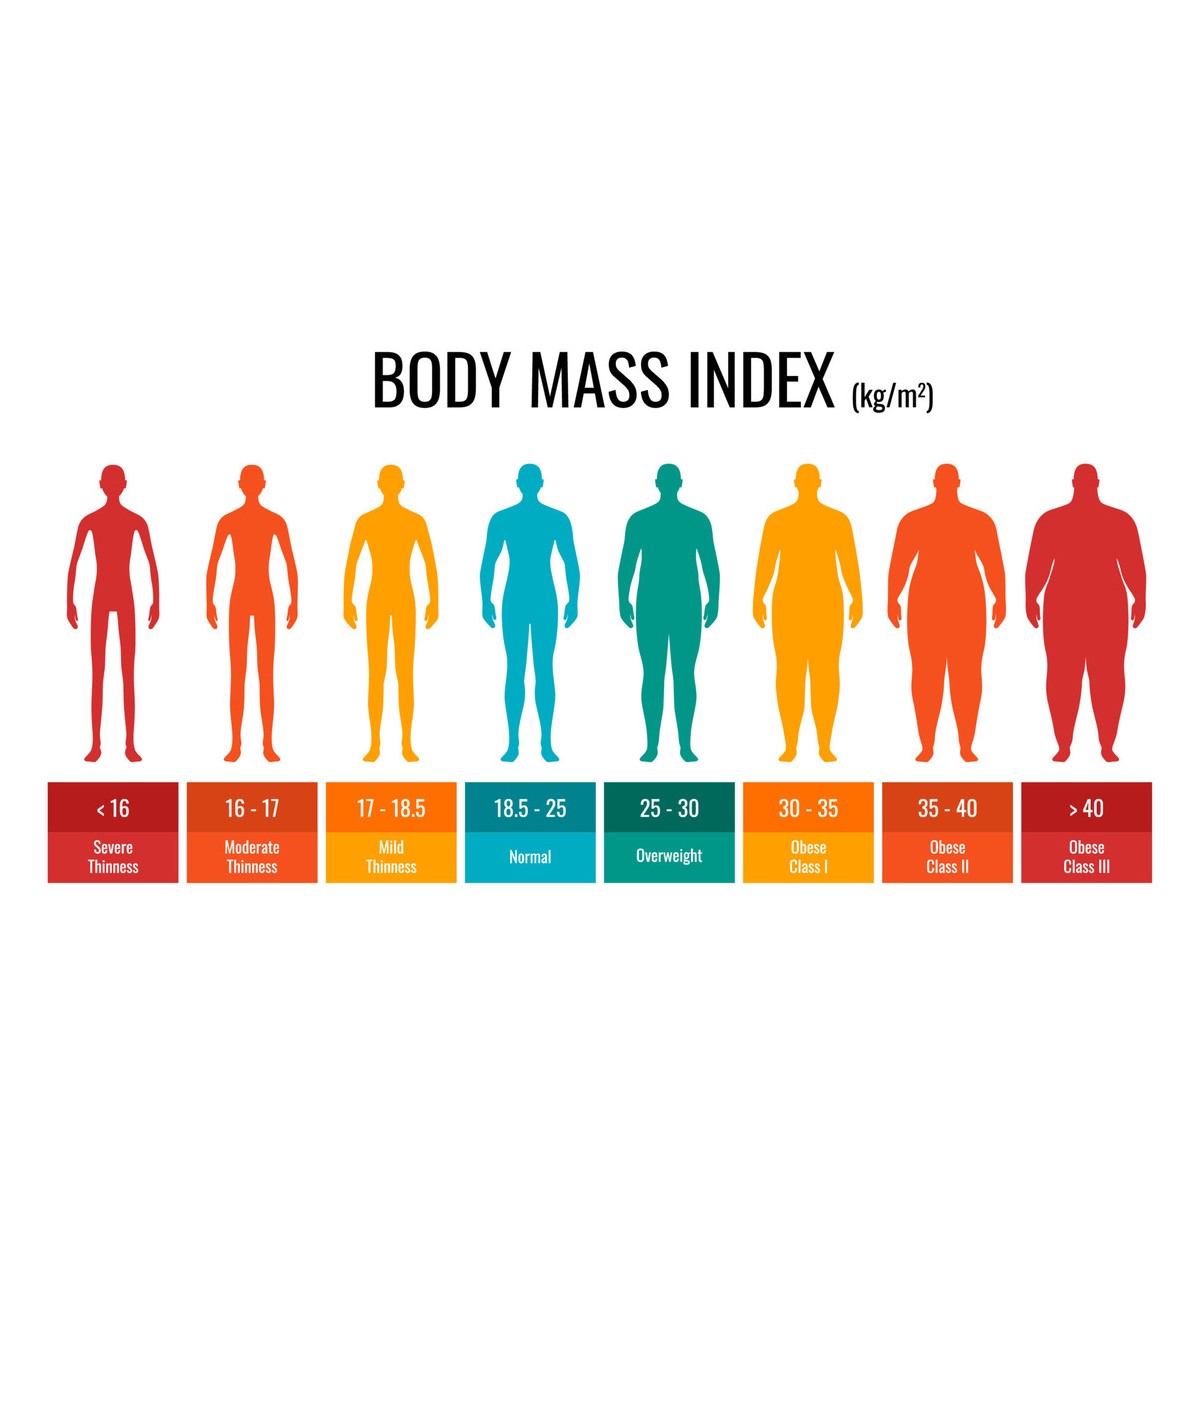 BODY MASS INDEX (kg/m²)
< 16
Severe
Thinness
16 - 17
Moderate
Thinness
17 - 18.5
Mild
Thinness
18.5 - 25
Normal
25 - 30
Overweight
30 - 35
Obese
Class I
35 - 40
Obese
Class II
> 40
Obese
Class III